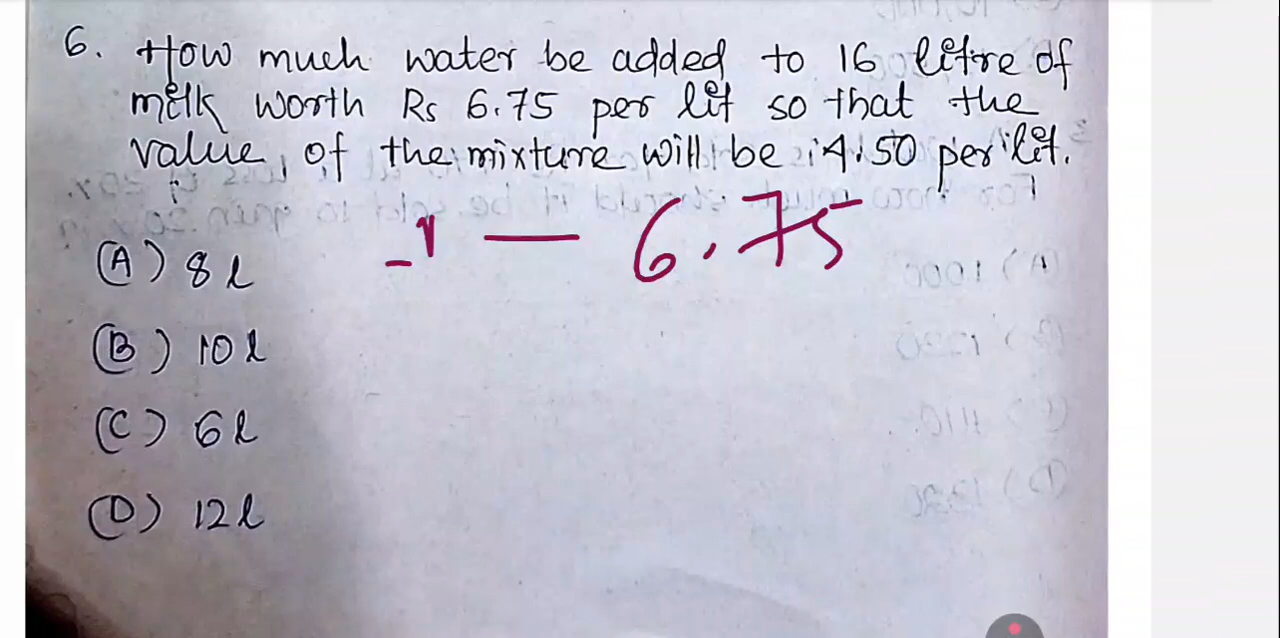 6. How much water be added to 16 litre of
milk worth Rs 6.75 per lit so that the
value of the mixture will be 4.50 per lit.
6.75
(A) 8 l
(B) 10 l
(C) 6 l
(D) 12 l